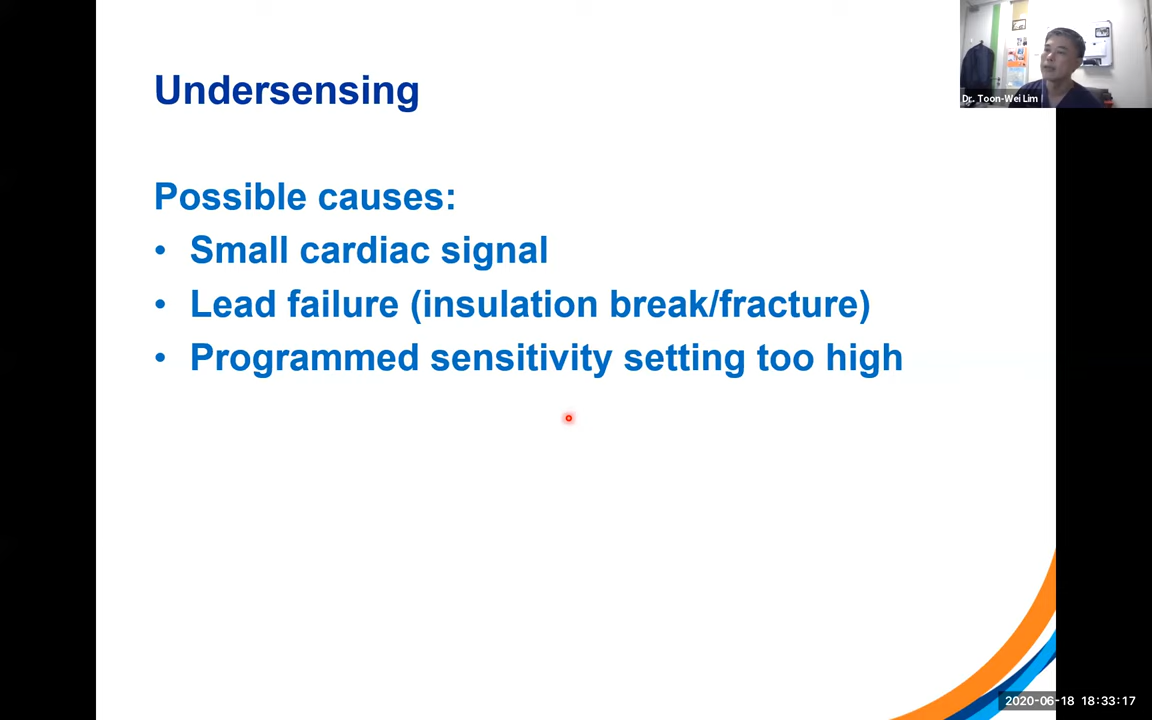 Undersensing
Dr. Toon-Wei Lim
Possible causes:
• Small cardiac signal
• Lead failure (insulation break/fracture)
• Programmed sensitivity setting too high
2020-06-18 18:33:17